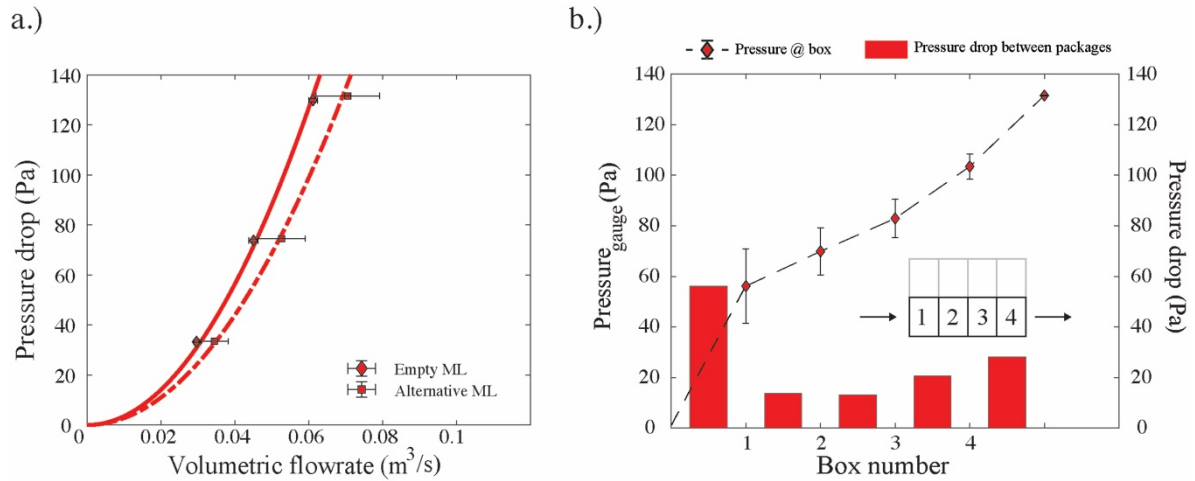 a.)
140
120
100
80
60
40
20
0
Pressure drop (Pa)
0
0.02
0.04
0.06
0.08
0.1
Volumetric flowrate (m³/s)
Empty ML
Alternative ML
b.)
Pressure @ box
Pressure drop between packages
140
120
100
80
60
40
20
0
Pressure_gauge (Pa)
1 2 3 4
140
120
100
80
60
40
20
0
Pressure drop (Pa)
1
2
3
4
Box number